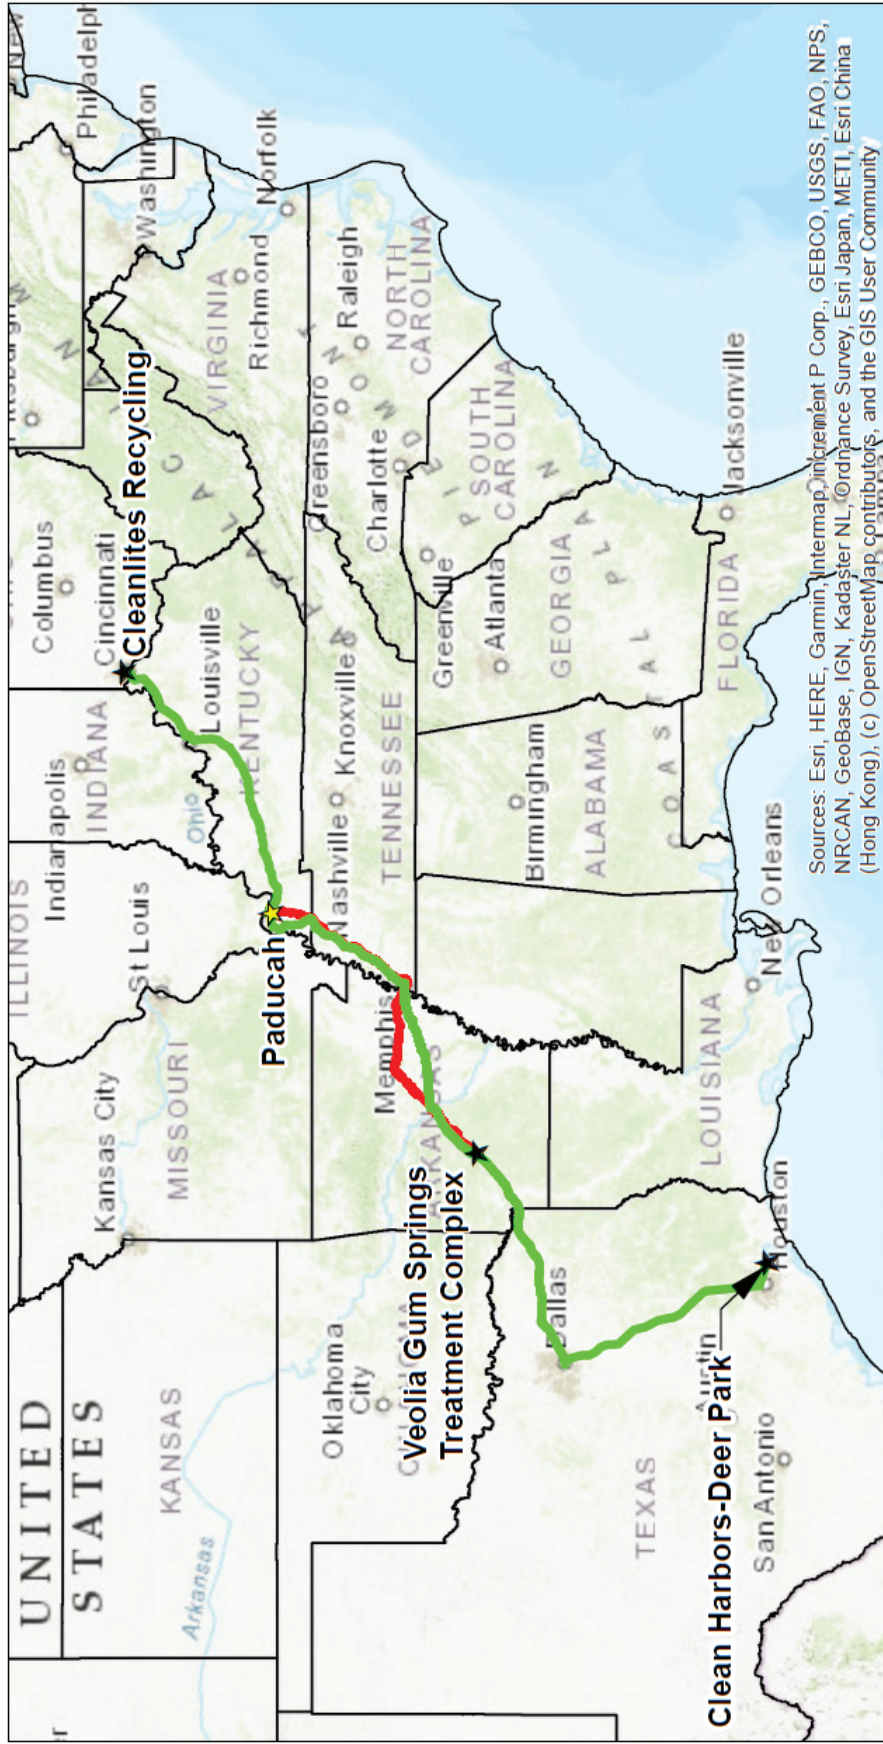 UNITED
STATES
KANSAS
Arkansas
Kansas City
MISSOURI
St Louis
ILLINOIS
Indianapolis
INDIANA
Columbus
Cincinnati
Cleanlites Recycling
Washington
Norfolk
Richmond
VIRGINIA
Louisville
Ohio
KENTUCKY
Paducah
Nashville
Knoxville
TENNESSEE
Greensboro
Raleigh
Charlotte
NORTH
CAROLINA
SOUTH
CAROLINA
Greenville
Atlanta
GEORGIA
Birmingham
ALABAMA
Memphis
ARKANSAS
Oklahoma
City
Veolia Gum Springs
Treatment Complex
Dallas
TEXAS
Clean Harbors-Deer Park
San Antonio
Houston
LOUISIANA
New Orleans
FLORIDA
Jacksonville
Sources: Esri, HERE, Garmin, Intermap, increment P Corp., GEBCO, USGS, FAO, NPS,
NRCAN, GeoBase, IGN, Kadaster NL, Ordnance Survey, Esri Japan, METI, Esri China
(Hong Kong), (c) OpenStreetMap contributors, and the GIS User Community